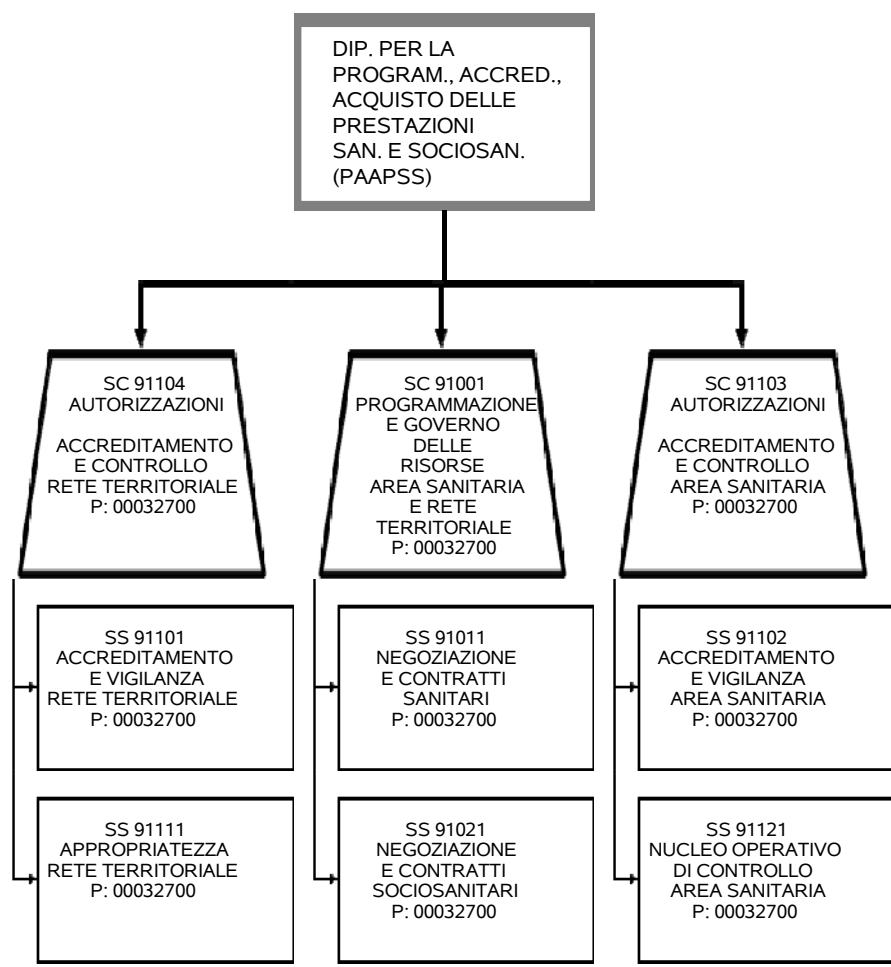 DIP. PER LA
PROGRAM., ACCRED.,
ACQUISTO DELLE
PRESTAZIONI
SAN. E SOCIOSAN.
(PAAPSS)
SC 91104
AUTORIZZAZIONI
ACCREDITAMENTO
E CONTROLLO
RETE TERRITORIALE
P: 00032700
SC 91001
PROGRAMMAZIONE
E GOVERNO
DELLE
RISORSE
AREA SANITARIA
E RETE
TERRITORIALE
P: 00032700
SC 91103
AUTORIZZAZIONI
ACCREDITAMENTO
E CONTROLLO
AREA SANITARIA
P: 00032700
SS 91101
ACCREDITAMENTO
E VIGILANZA
RETE TERRITORIALE
P: 00032700
SS 91011
NEGOZIAZIONE
E CONTRATTI
SANITARI
P: 00032700
SS 91102
ACCREDITAMENTO
E VIGILANZA
AREA SANITARIA
P: 00032700
SS 91111
APPROPRIATEZZA
RETE TERRITORIALE
P: 00032700
SS 91021
NEGOZIAZIONE
E CONTRATTI
SOCIOSANITARI
P: 00032700
SS 91121
NUCLEO OPERATIVO
DI CONTROLLO
AREA SANITARIA
P: 00032700